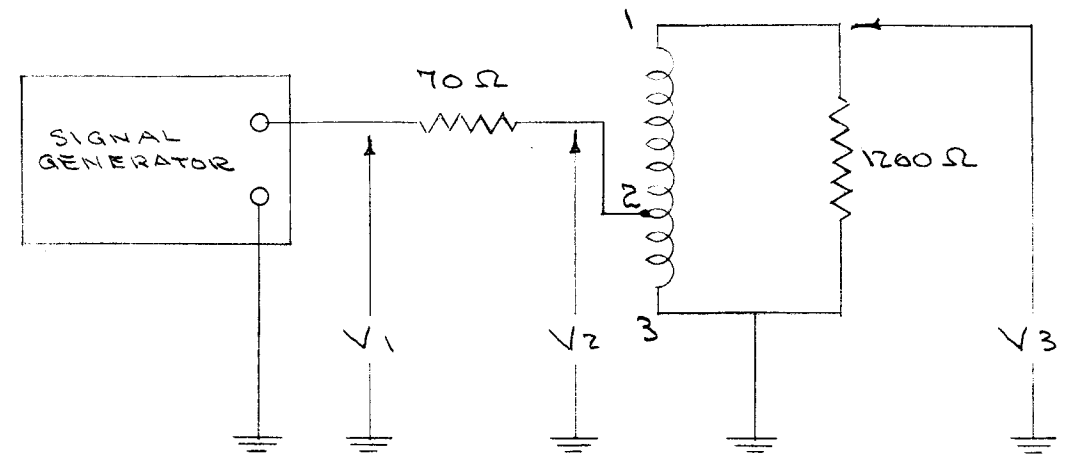 1
70 Ω
SIGNAL
GENERATOR
1200 Ω
2
3
V1
V2
V3